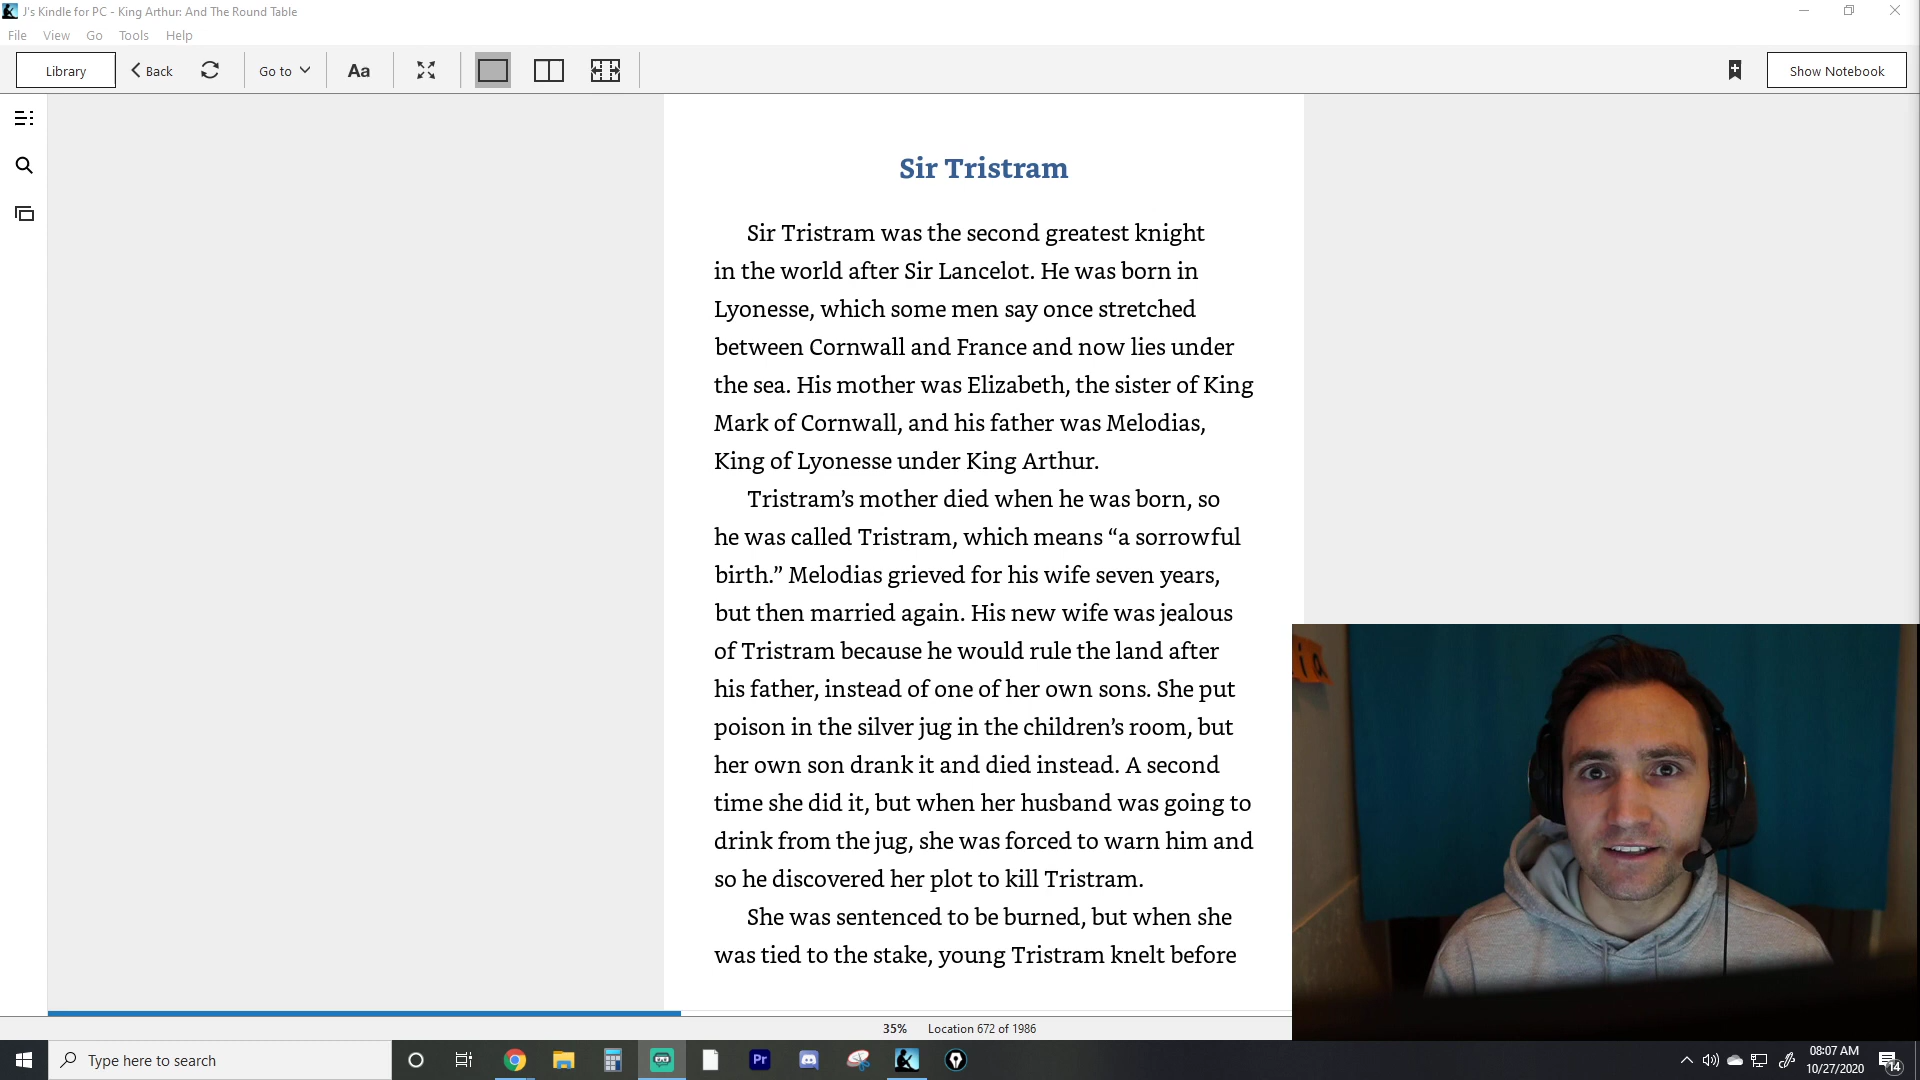 J's Kindle for PC - King Arthur: And The Round Table
File View Go Tools Help
Library Back Go to Aa Show Notebook
Sir Tristram
Sir Tristram was the second greatest knight
in the world after Sir Lancelot. He was born in
Lyonesse, which some men say once stretched
between Cornwall and France and now lies under
the sea. His mother was Elizabeth, the sister of King
Mark of Cornwall, and his father was Melodias,
King of Lyonesse under King Arthur.
Tristram’s mother died when he was born, so
he was called Tristram, which means “a sorrowful
birth.” Melodias grieved for his wife seven years,
but then married again. His new wife was jealous
of Tristram because he would rule the land after
his father, instead of one of her own sons. She put
poison in the silver jug in the children’s room, but
her own son drank it and died instead. A second
time she did it, but when her husband was going to
drink from the jug, she was forced to warn him and
so he discovered her plot to kill Tristram.
She was sentenced to be burned, but when she
was tied to the stake, young Tristram knelt before
35% Location 672 of 1986
Type here to search
Pr
08:07 AM
10/27/2020
14